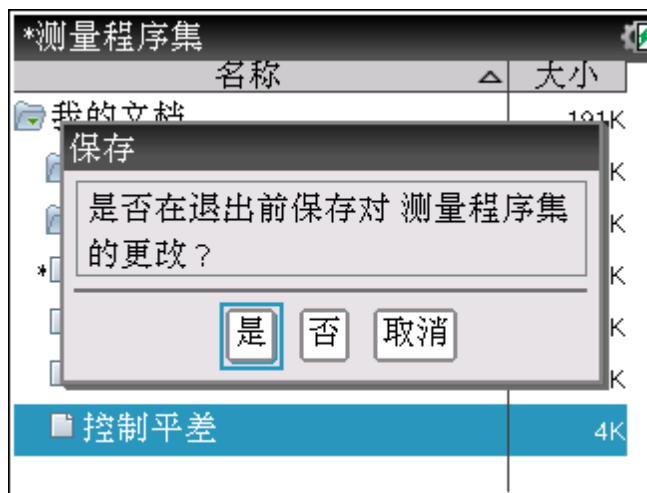 *测量程序集
名称 大小
我的文档 191K
保存
是否在退出前保存对 测量程序集
的更改?
K
K
*
K
K
K
是 否 取消
控制平差 4K